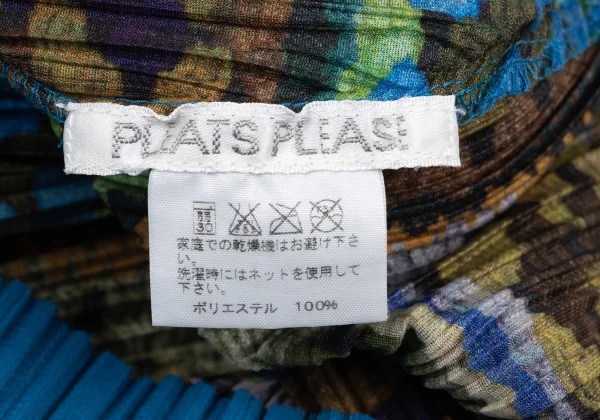 PLEATS PLEASE
30
家庭での乾燥機はお避け下さ
い。
洗濯時にはネットを使用して
下さい。
ポリエステル 100%